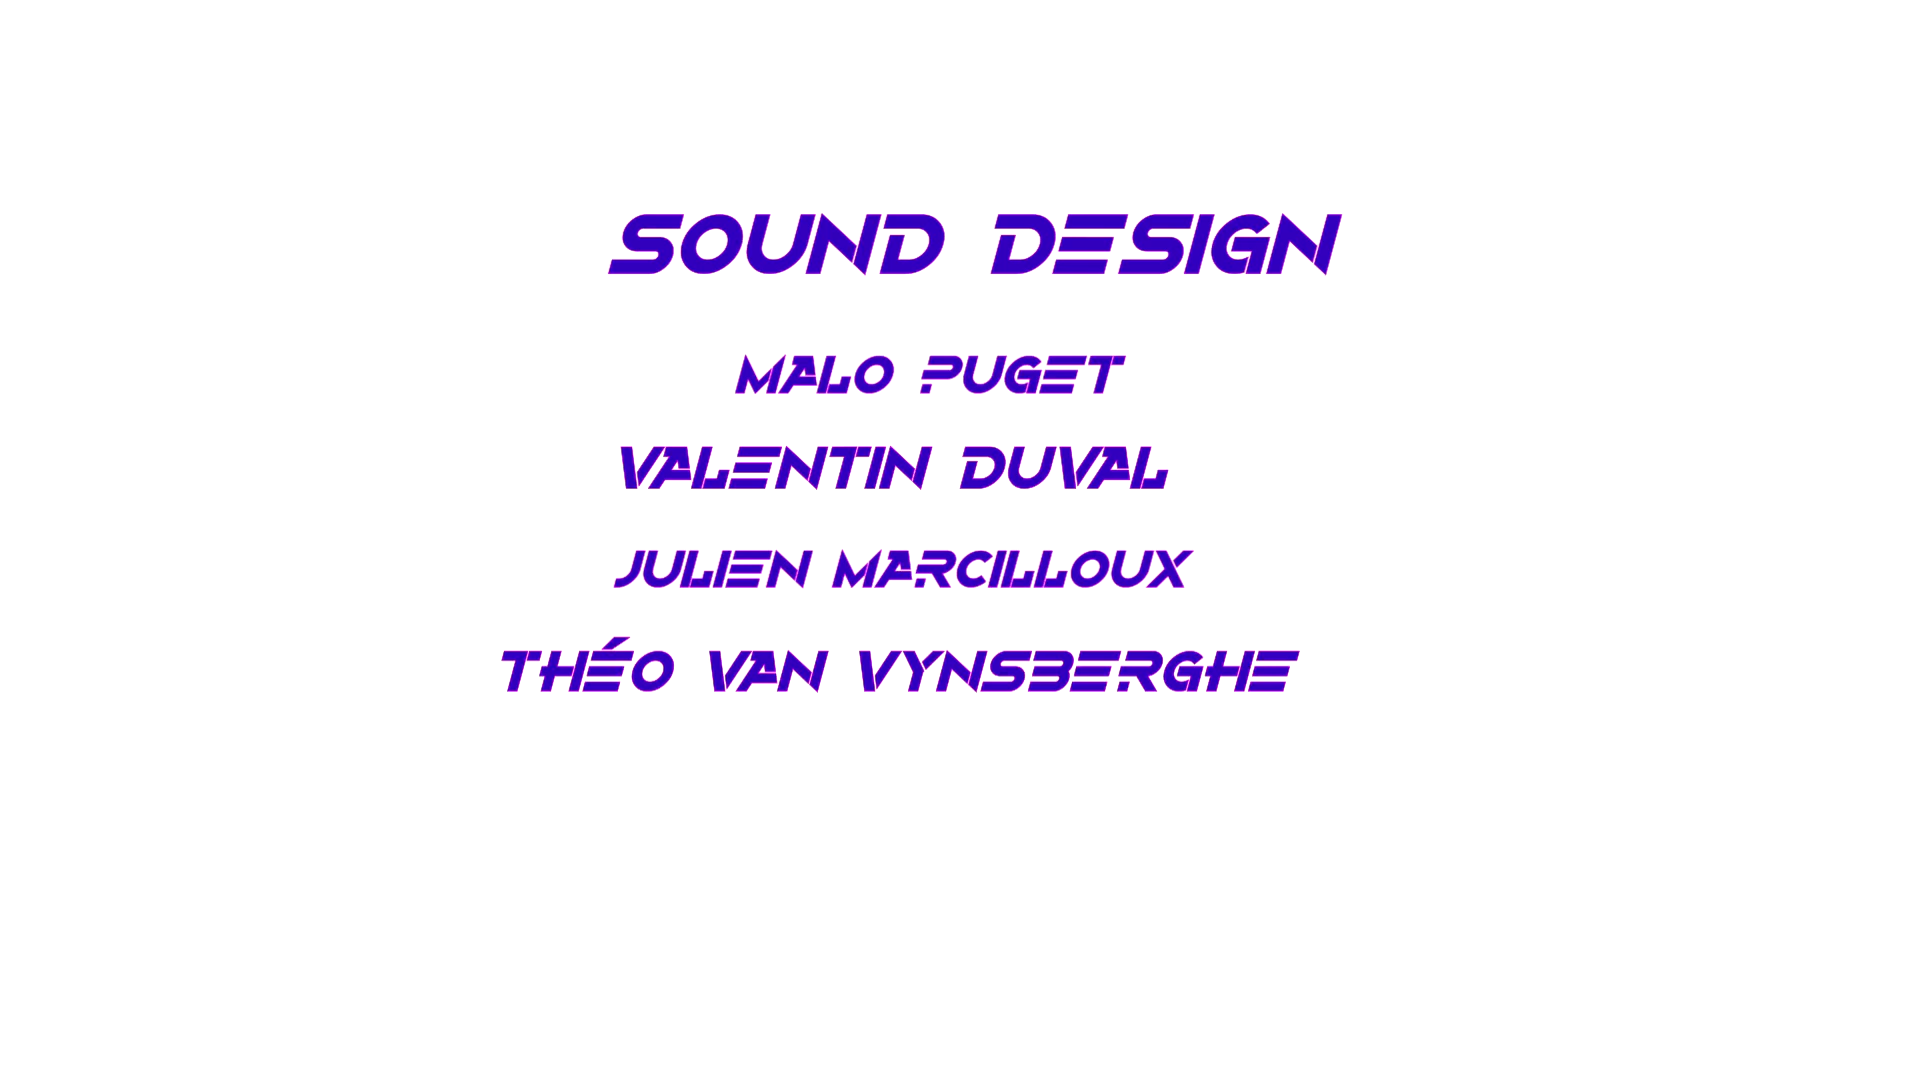 SOUND DESIGN
MALO PUGET
VALENTIN DUVAL
JULIEN MARCILLOUX
THÉO VAN VYNSBERGHE